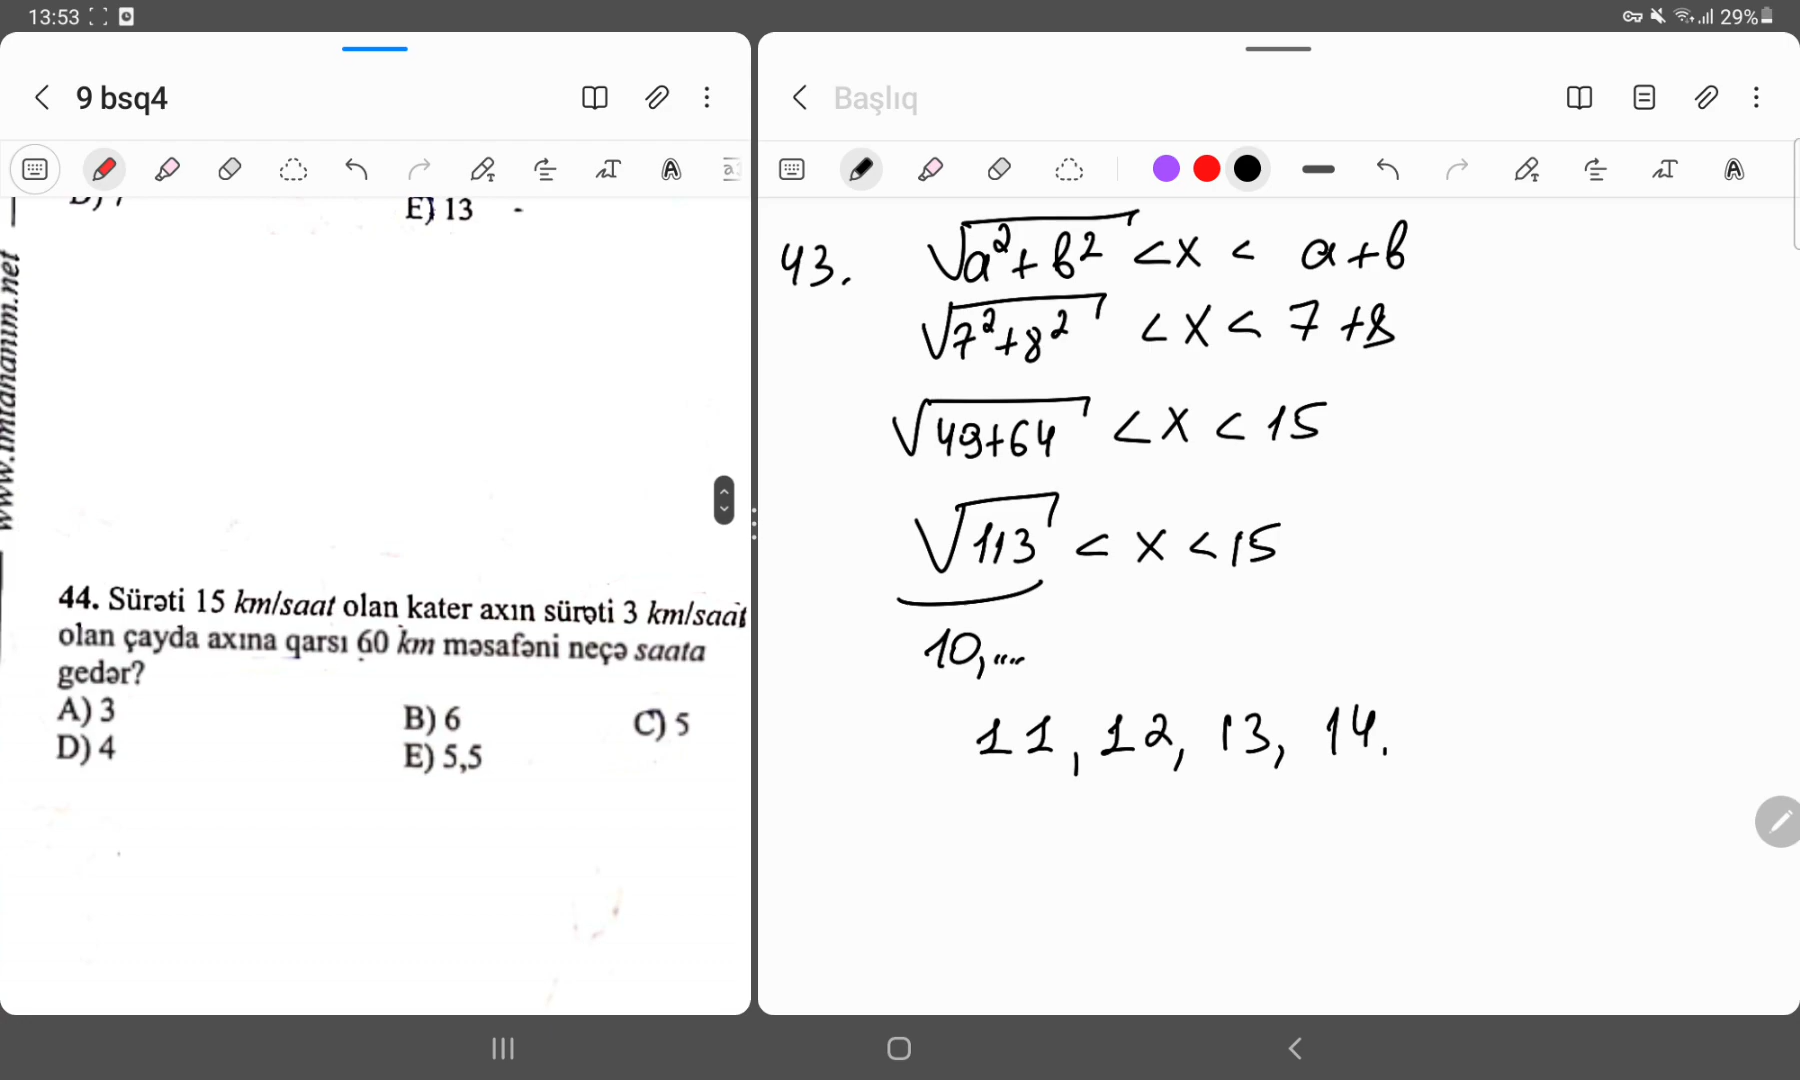 13:53
29%
9 bsq4
Başlıq
E) 13
www.imtahanim.net
44. Sürəti 15 km/saat olan kater axın sürəti 3 km/saat
olan çayda axına qarsı 60 km məsafəni neçə saata
gedər?
A) 3 B) 6 C) 5
D) 4 E) 5,5
43. √a²+b² < x < a+b
√7²+8² < x < 7+8
√49+64 < x < 15
√113 < x < 15
10,....
11, 12, 13, 14.